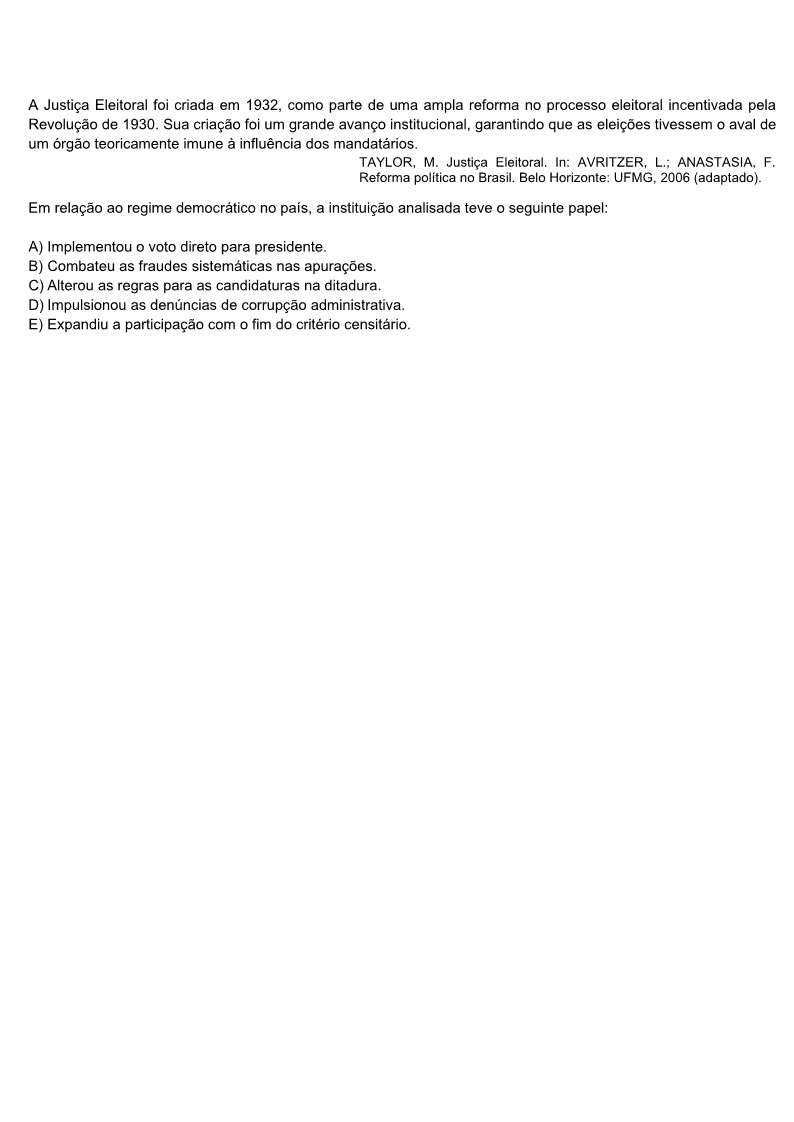 A Justiça Eleitoral foi criada em 1932, como parte de uma ampla reforma no processo eleitoral incentivada pela
Revolução de 1930. Sua criação foi um grande avanço institucional, garantindo que as eleições tivessem o aval de
um órgão teoricamente imune à influência dos mandatários.
TAYLOR, M. Justiça Eleitoral. In: AVRITZER, L.; ANASTASIA, F.
Reforma política no Brasil. Belo Horizonte: UFMG, 2006 (adaptado).
Em relação ao regime democrático no país, a instituição analisada teve o seguinte papel:
A) Implementou o voto direto para presidente.
B) Combateu as fraudes sistemáticas nas apurações.
C) Alterou as regras para as candidaturas na ditadura.
D) Impulsionou as denúncias de corrupção administrativa.
E) Expandiu a participação com o fim do critério censitário.